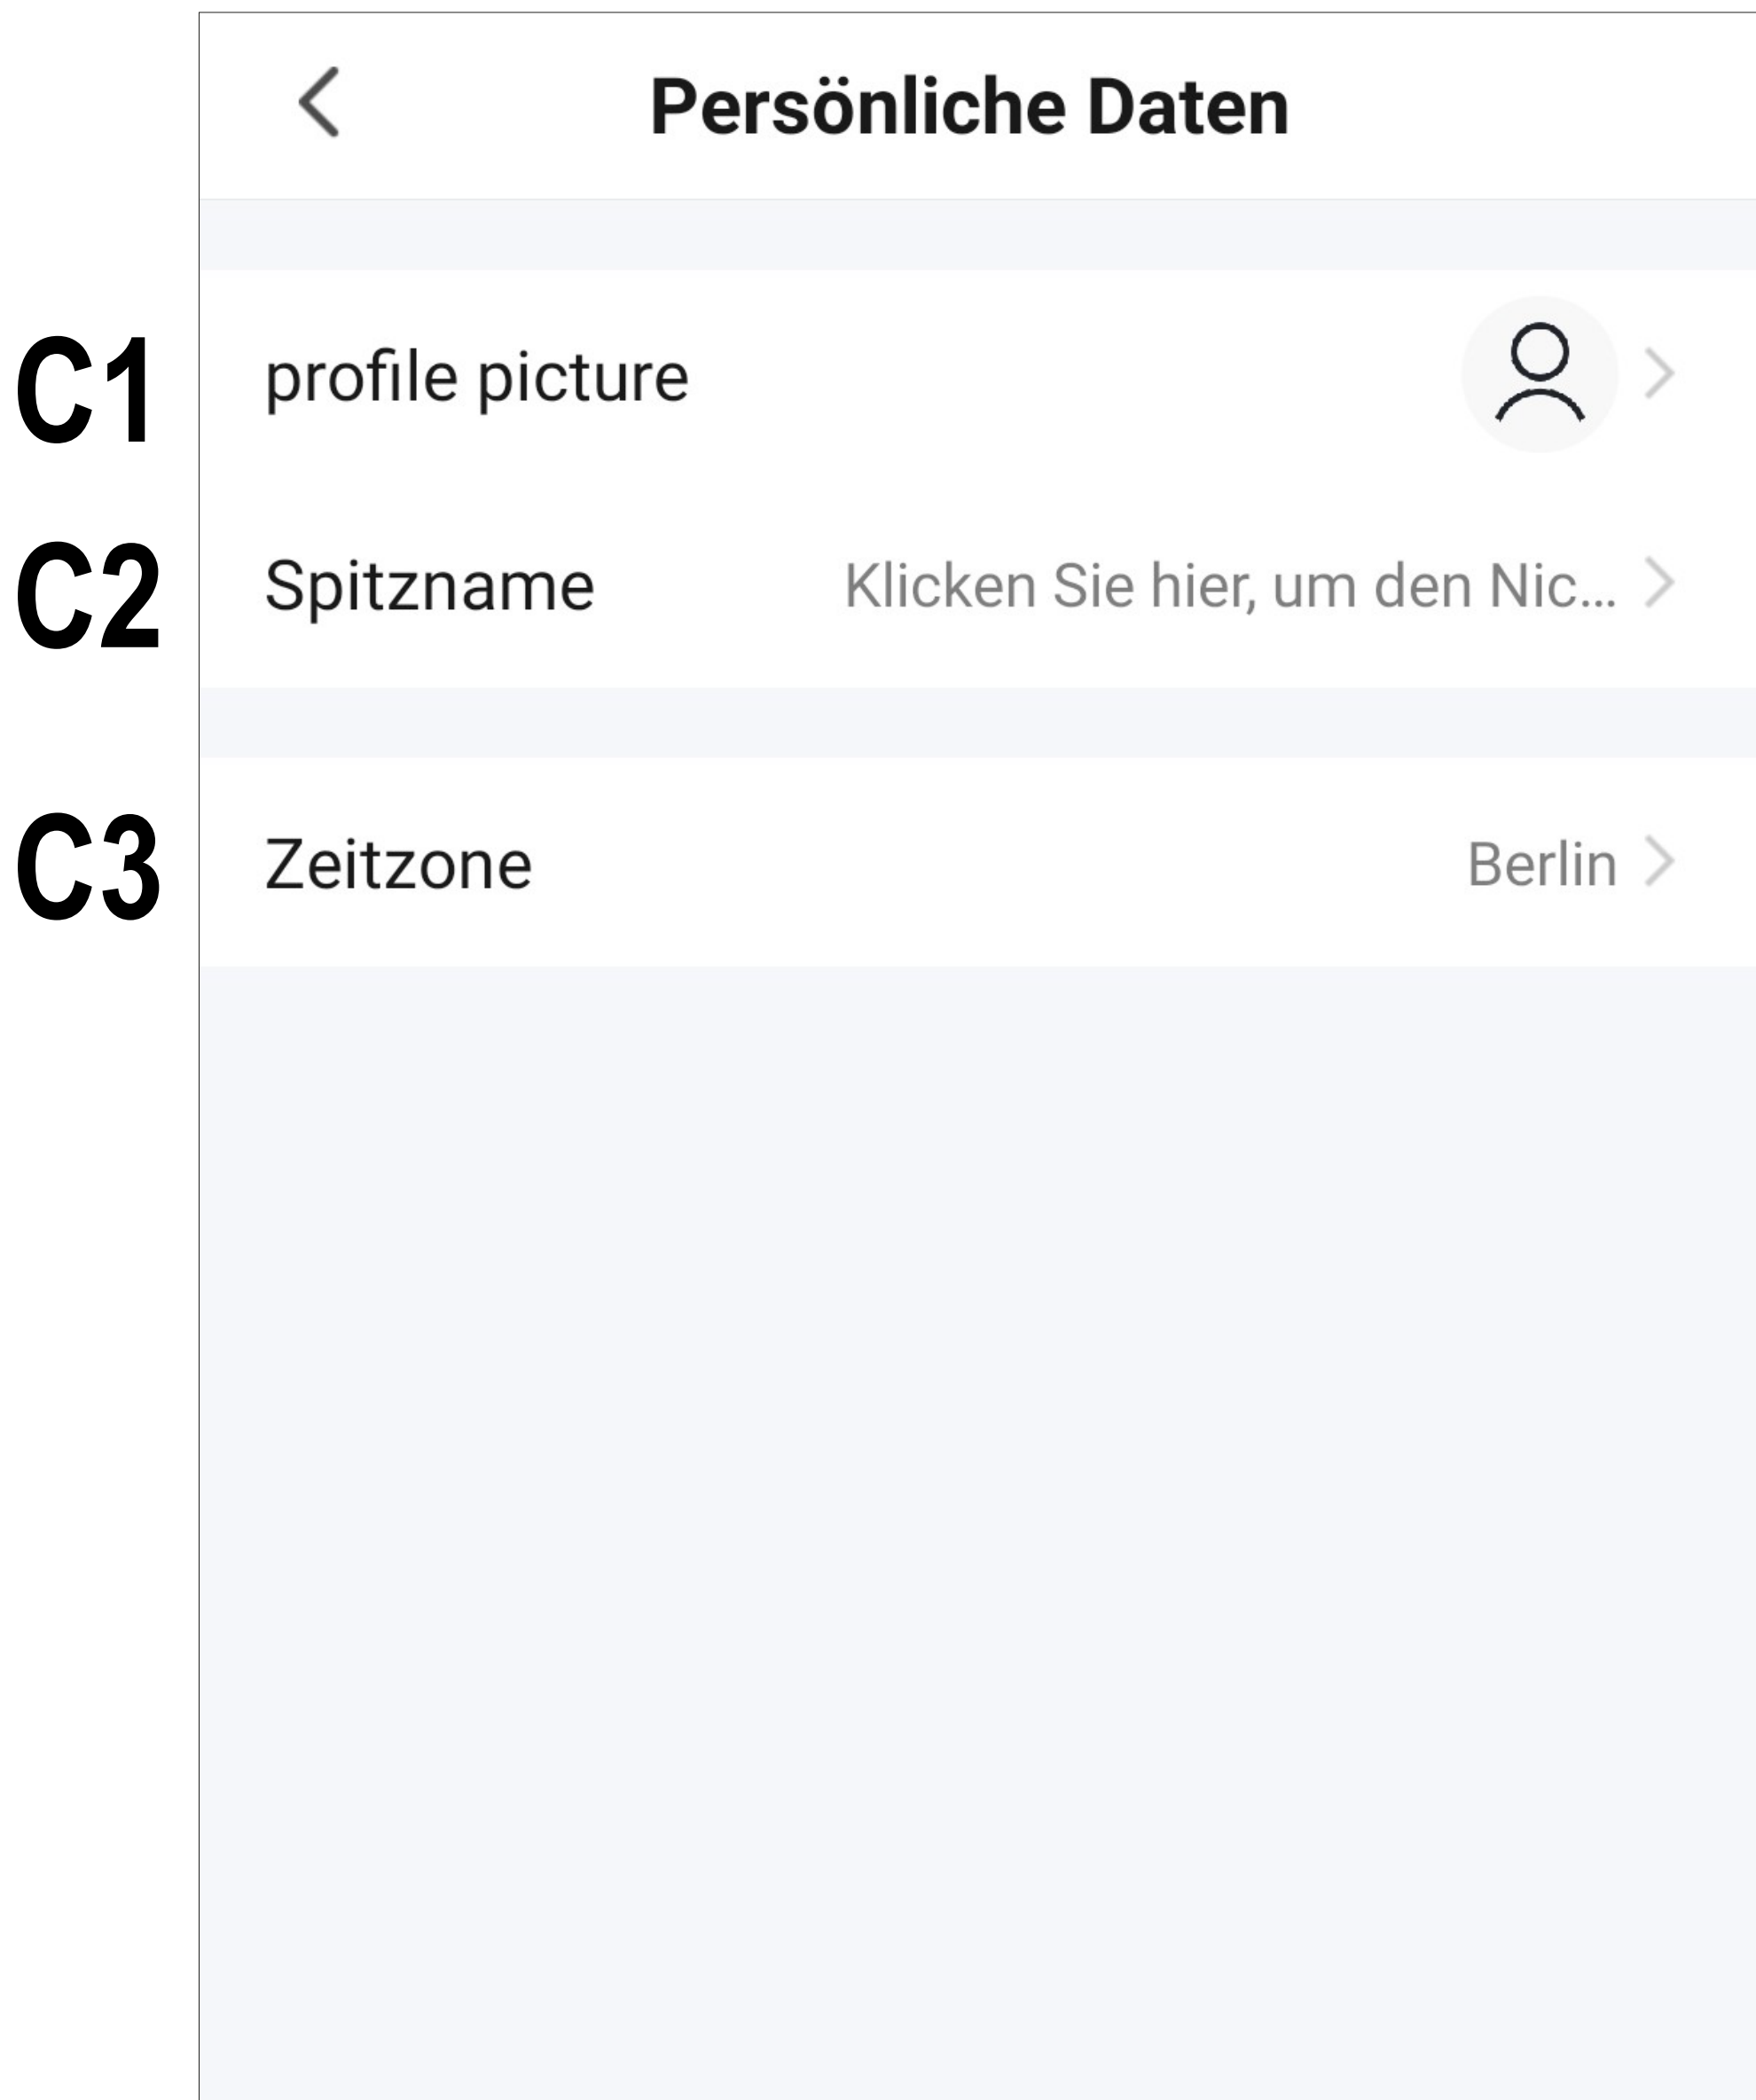 Persönliche Daten
C1 profile picture
C2 Spitzname Klicken Sie hier, um den Nic...
C3 Zeitzone Berlin